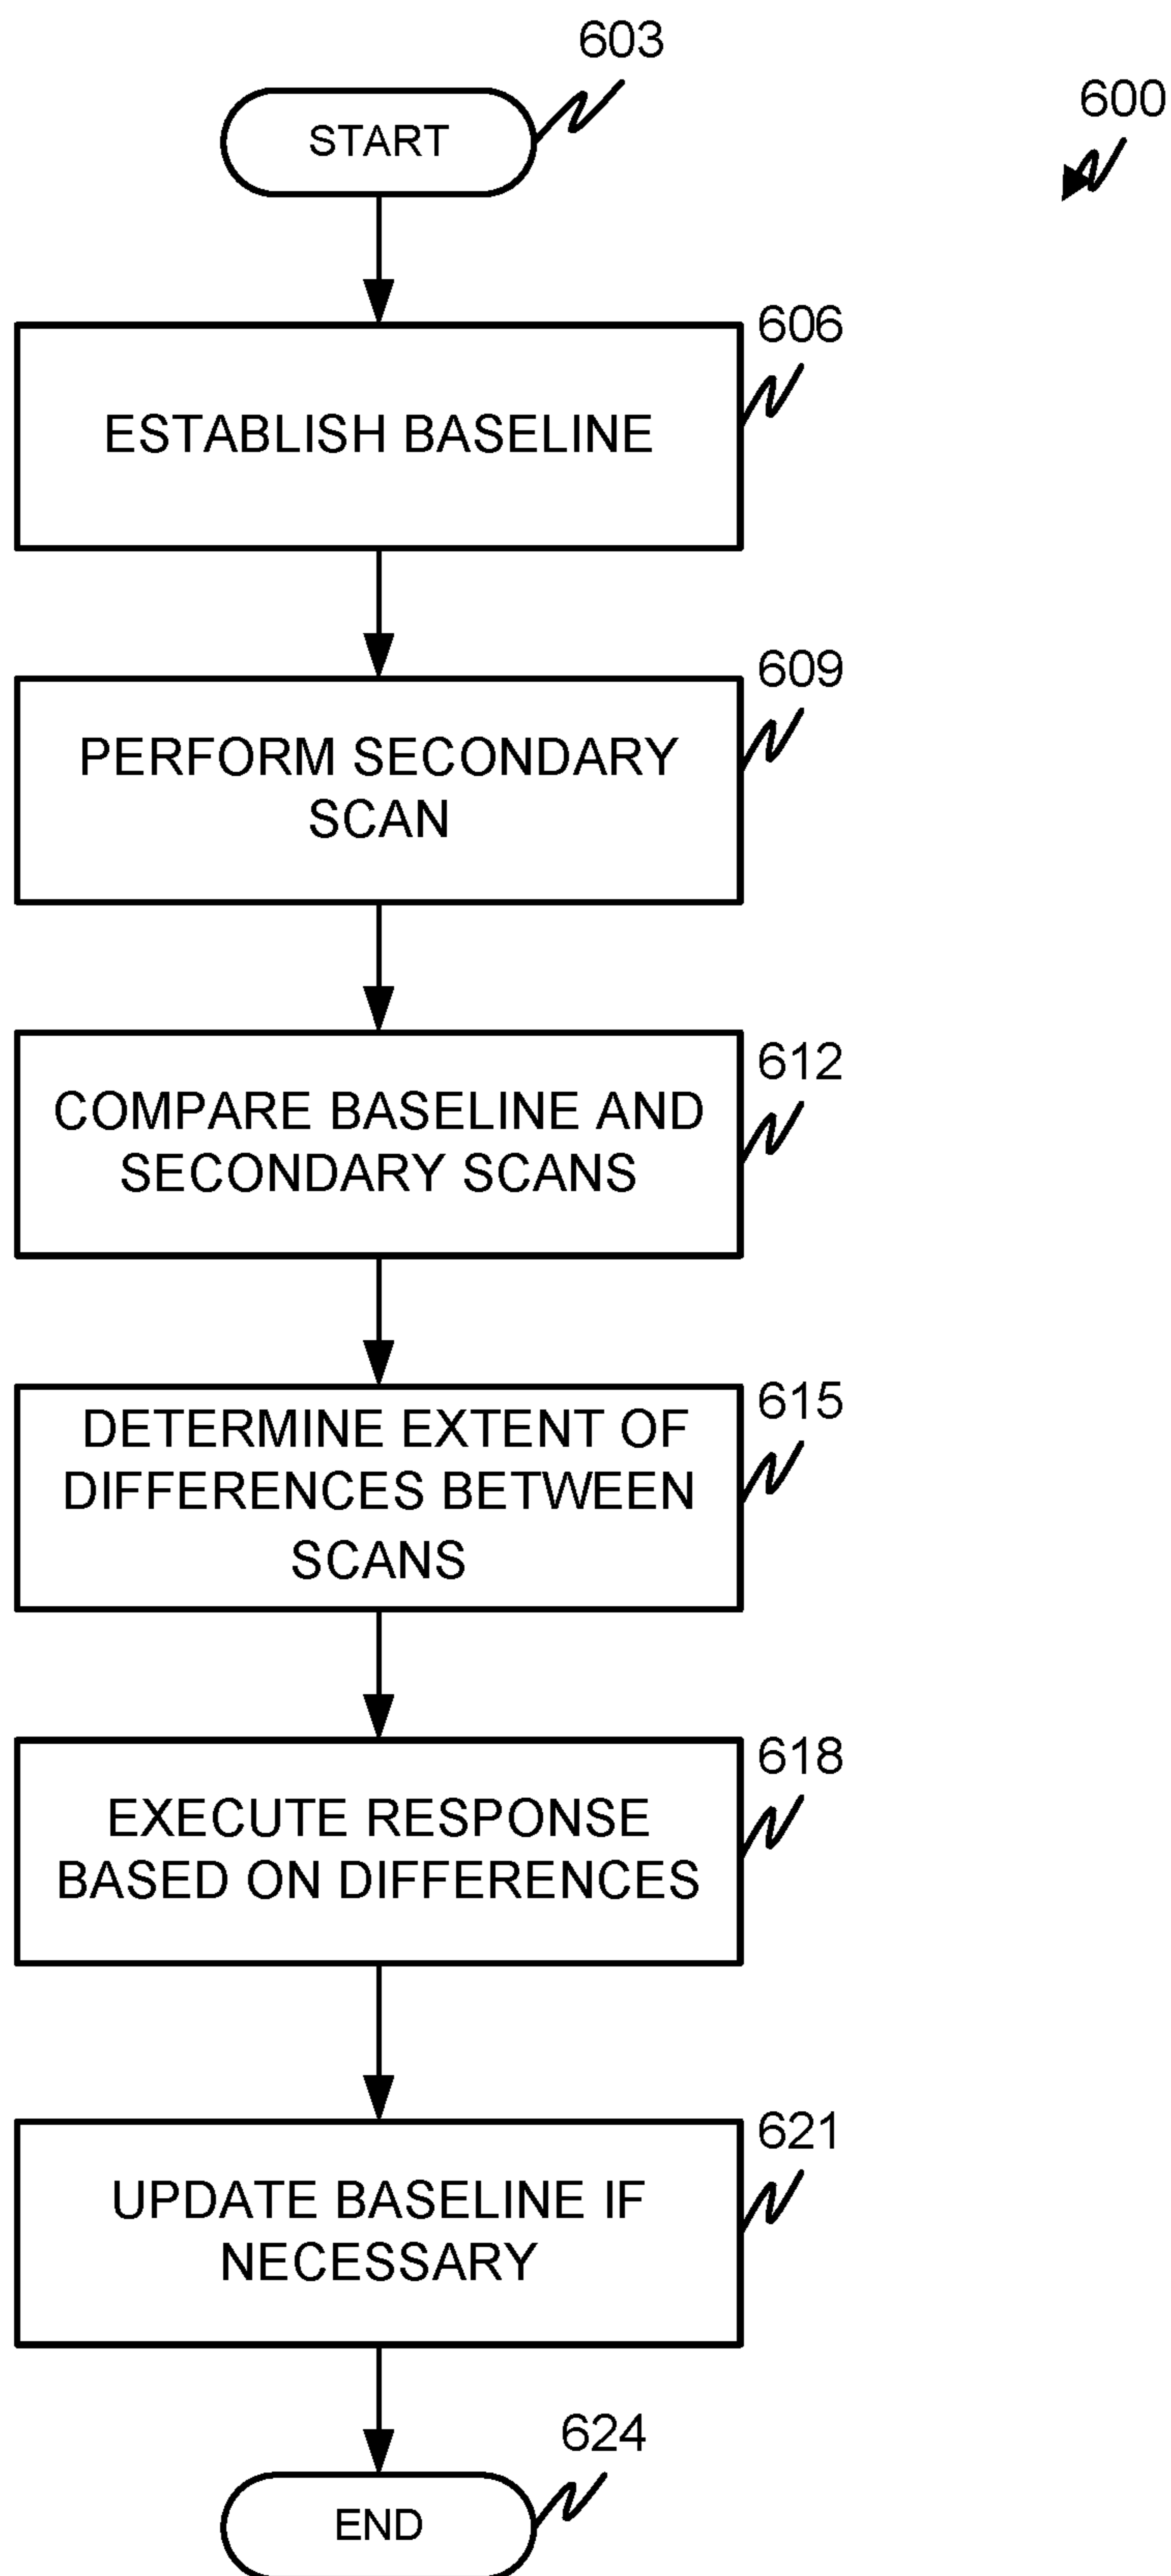 603
600
START
606
ESTABLISH BASELINE
609
PERFORM SECONDARY
SCAN
612
COMPARE BASELINE AND
SECONDARY SCANS
615
DETERMINE EXTENT OF
DIFFERENCES BETWEEN
SCANS
618
EXECUTE RESPONSE
BASED ON DIFFERENCES
621
UPDATE BASELINE IF
NECESSARY
624
END